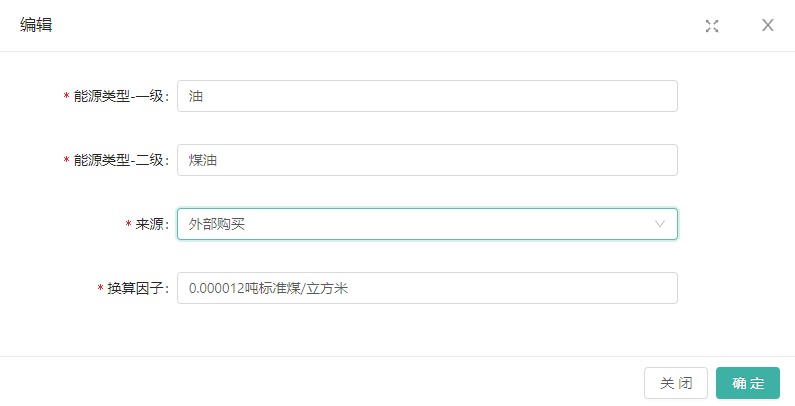 编辑
* 能源类型-一级: 油
* 能源类型-二级: 煤油
* 来源: 外部购买
* 换算因子: 0.000012吨标准煤/立方米
关 闭 确 定